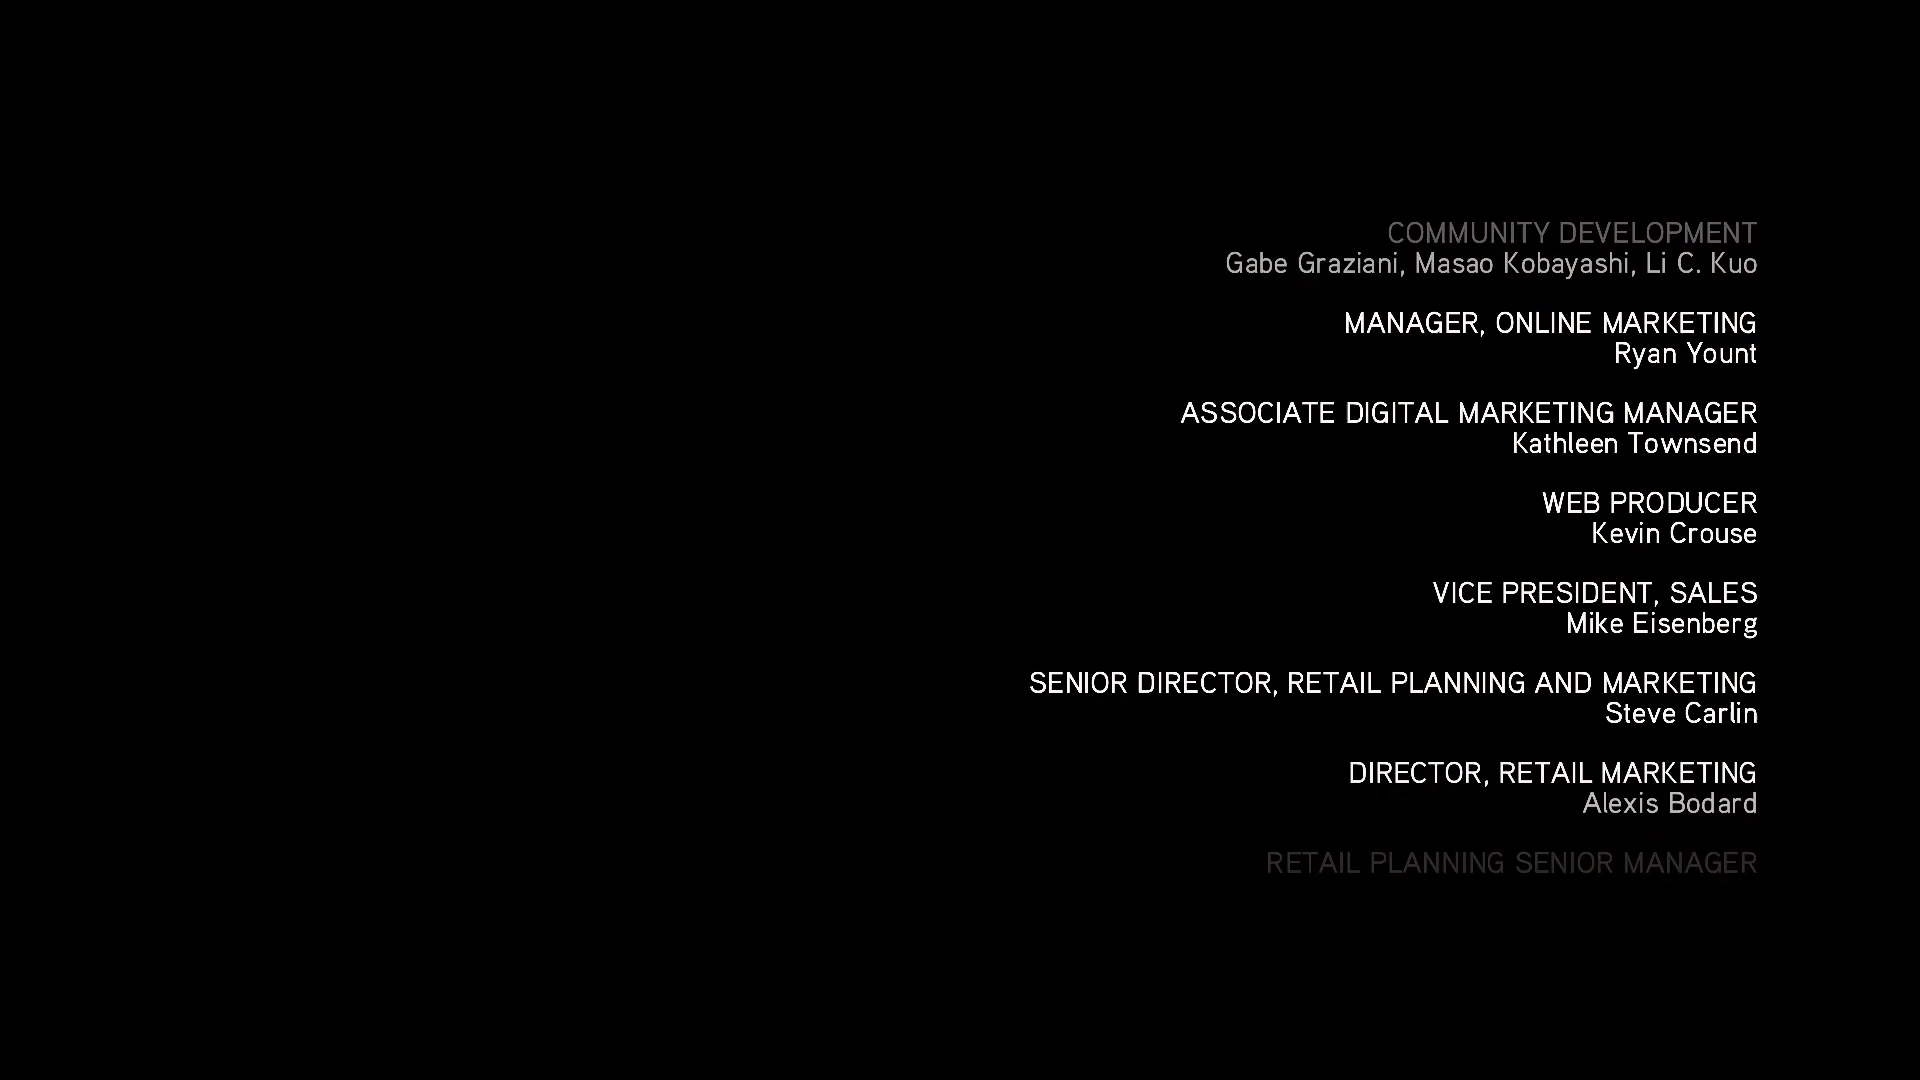 COMMUNITY DEVELOPMENT
Gabe Graziani, Masao Kobayashi, Li C. Kuo
MANAGER, ONLINE MARKETING
Ryan Yount
ASSOCIATE DIGITAL MARKETING MANAGER
Kathleen Townsend
WEB PRODUCER
Kevin Crouse
VICE PRESIDENT, SALES
Mike Eisenberg
SENIOR DIRECTOR, RETAIL PLANNING AND MARKETING
Steve Carlin
DIRECTOR, RETAIL MARKETING
Alexis Bodard
RETAIL PLANNING SENIOR MANAGER